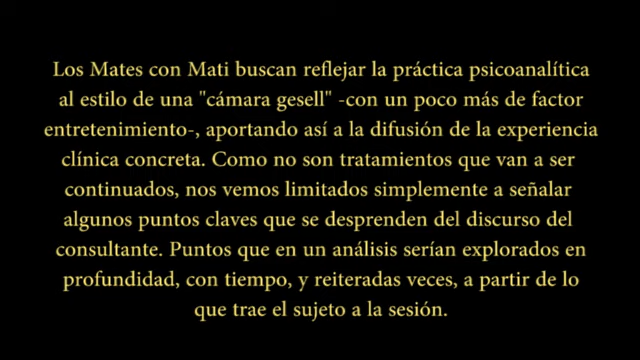 Los Mates con Mati buscan reflejar la práctica psicoanalítica
al estilo de una "cámara gesell" -con un poco más de factor
entretenimiento-, aportando así a la difusión de la experiencia
clínica concreta. Como no son tratamientos que van a ser
continuados, nos vemos limitados simplemente a señalar
algunos puntos claves que se desprenden del discurso del
consultante. Puntos que en un análisis serían explorados en
profundidad, con tiempo, y reiteradas veces, a partir de lo
que trae el sujeto a la sesión.